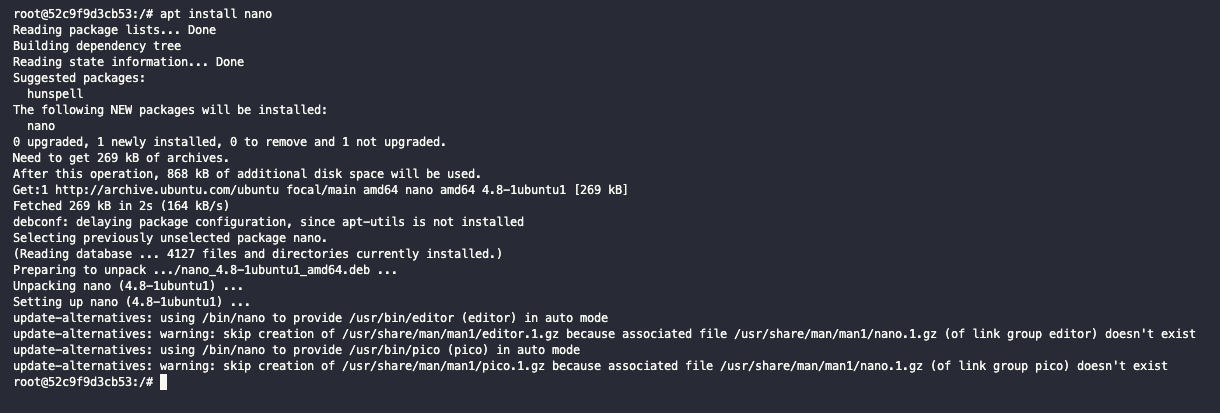 root@52c9f9d3cb53:/# apt install nano
Reading package lists... Done
Building dependency tree
Reading state information... Done
Suggested packages:
  hunspell
The following NEW packages will be installed:
  nano
0 upgraded, 1 newly installed, 0 to remove and 1 not upgraded.
Need to get 269 kB of archives.
After this operation, 868 kB of additional disk space will be used.
Get:1 http://archive.ubuntu.com/ubuntu focal/main amd64 nano amd64 4.8-1ubuntu1 [269 kB]
Fetched 269 kB in 2s (164 kB/s)
debconf: delaying package configuration, since apt-utils is not installed
Selecting previously unselected package nano.
(Reading database ... 4127 files and directories currently installed.)
Preparing to unpack .../nano_4.8-1ubuntu1_amd64.deb ...
Unpacking nano (4.8-1ubuntu1) ...
Setting up nano (4.8-1ubuntu1) ...
update-alternatives: using /bin/nano to provide /usr/bin/editor (editor) in auto mode
update-alternatives: warning: skip creation of /usr/share/man/man1/editor.1.gz because associated file /usr/share/man/man1/nano.1.gz (of link group editor) doesn't exist
update-alternatives: using /bin/nano to provide /usr/bin/pico (pico) in auto mode
update-alternatives: warning: skip creation of /usr/share/man/man1/pico.1.gz because associated file /usr/share/man/man1/nano.1.gz (of link group pico) doesn't exist
root@52c9f9d3cb53:/#